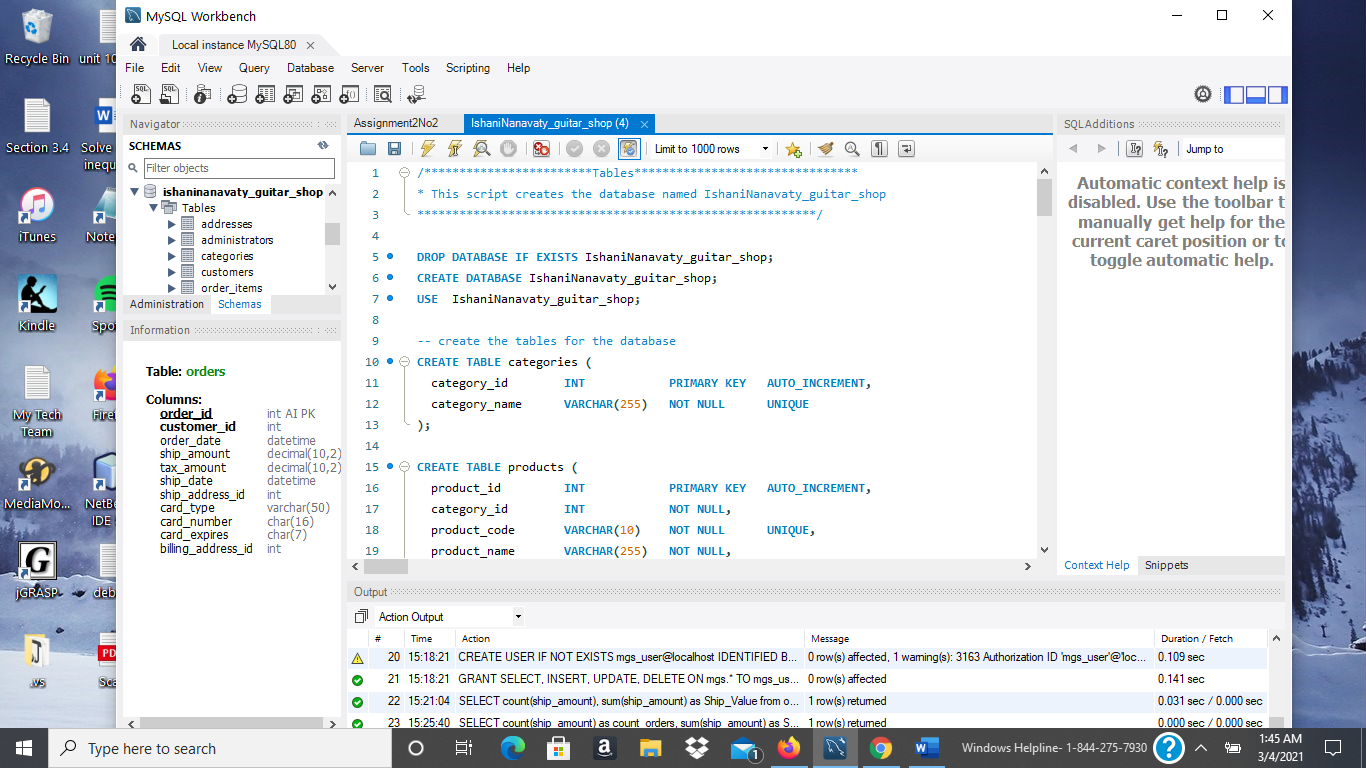 MySQL Workbench
Local instance MySQL80
File Edit View Query Database Server Tools Scripting Help
Navigator
SCHEMAS
Filter objects
ishaninanavaty_guitar_shop
Tables
addresses
administrators
categories
customers
order_items
Administration Schemas
Information
Table: orders
Columns:
order_id int AI PK
customer_id int
order_date datetime
ship_amount decimal(10,2)
tax_amount decimal(10,2)
ship_date datetime
ship_address_id int
card_type varchar(50)
card_number char(16)
card_expires char(7)
billing_address_id int
Assignment2No2 IshaniNanavaty_guitar_shop (4)
Limit to 1000 rows
1 /************************Tables********************************
2 * This script creates the database named IshaniNanavaty_guitar_shop
3 *********************************************************/
4
5 DROP DATABASE IF EXISTS IshaniNanavaty_guitar_shop;
6 CREATE DATABASE IshaniNanavaty_guitar_shop;
7 USE IshaniNanavaty_guitar_shop;
8
9 -- create the tables for the database
10 CREATE TABLE categories (
11 category_id INT PRIMARY KEY AUTO_INCREMENT,
12 category_name VARCHAR(255) NOT NULL UNIQUE
13 );
14
15 CREATE TABLE products (
16 product_id INT PRIMARY KEY AUTO_INCREMENT,
17 category_id INT NOT NULL,
18 product_code VARCHAR(10) NOT NULL UNIQUE,
19 product_name VARCHAR(255) NOT NULL,
SQLAdditions
Jump to
Automatic context help is
disabled. Use the toolbar t
manually get help for the
current caret position or to
toggle automatic help.
Context Help Snippets
Output
Action Output
# Time Action Message Duration / Fetch
20 15:18:21 CREATE USER IF NOT EXISTS mgs_user@localhost IDENTIFIED B... 0 row(s) affected, 1 warning(s): 3163 Authorization ID 'mgs_user'@'loc... 0.109 sec
21 15:18:21 GRANT SELECT, INSERT, UPDATE, DELETE ON mgs.* TO mgs_us... 0 row(s) affected 0.141 sec
22 15:21:04 SELECT count(ship_amount), sum(ship_amount) as Ship_Value from o... 1 row(s) returned 0.031 sec / 0.000 sec
23 15:25:40 SELECT count(ship_amount) as count_orders, sum(ship_amount) as S... 1 row(s) returned 0.000 sec / 0.000 sec
Recycle Bin unit 10
Section 3.4 Solve
inequ
iTunes Note
Kindle Spo
My Tech
Team
Firef
MediaMo... NetBe
IDE
jGRASP deb
.vs Sca
Type here to search
Windows Helpline- 1-844-275-7930
1:45 AM
3/4/2021